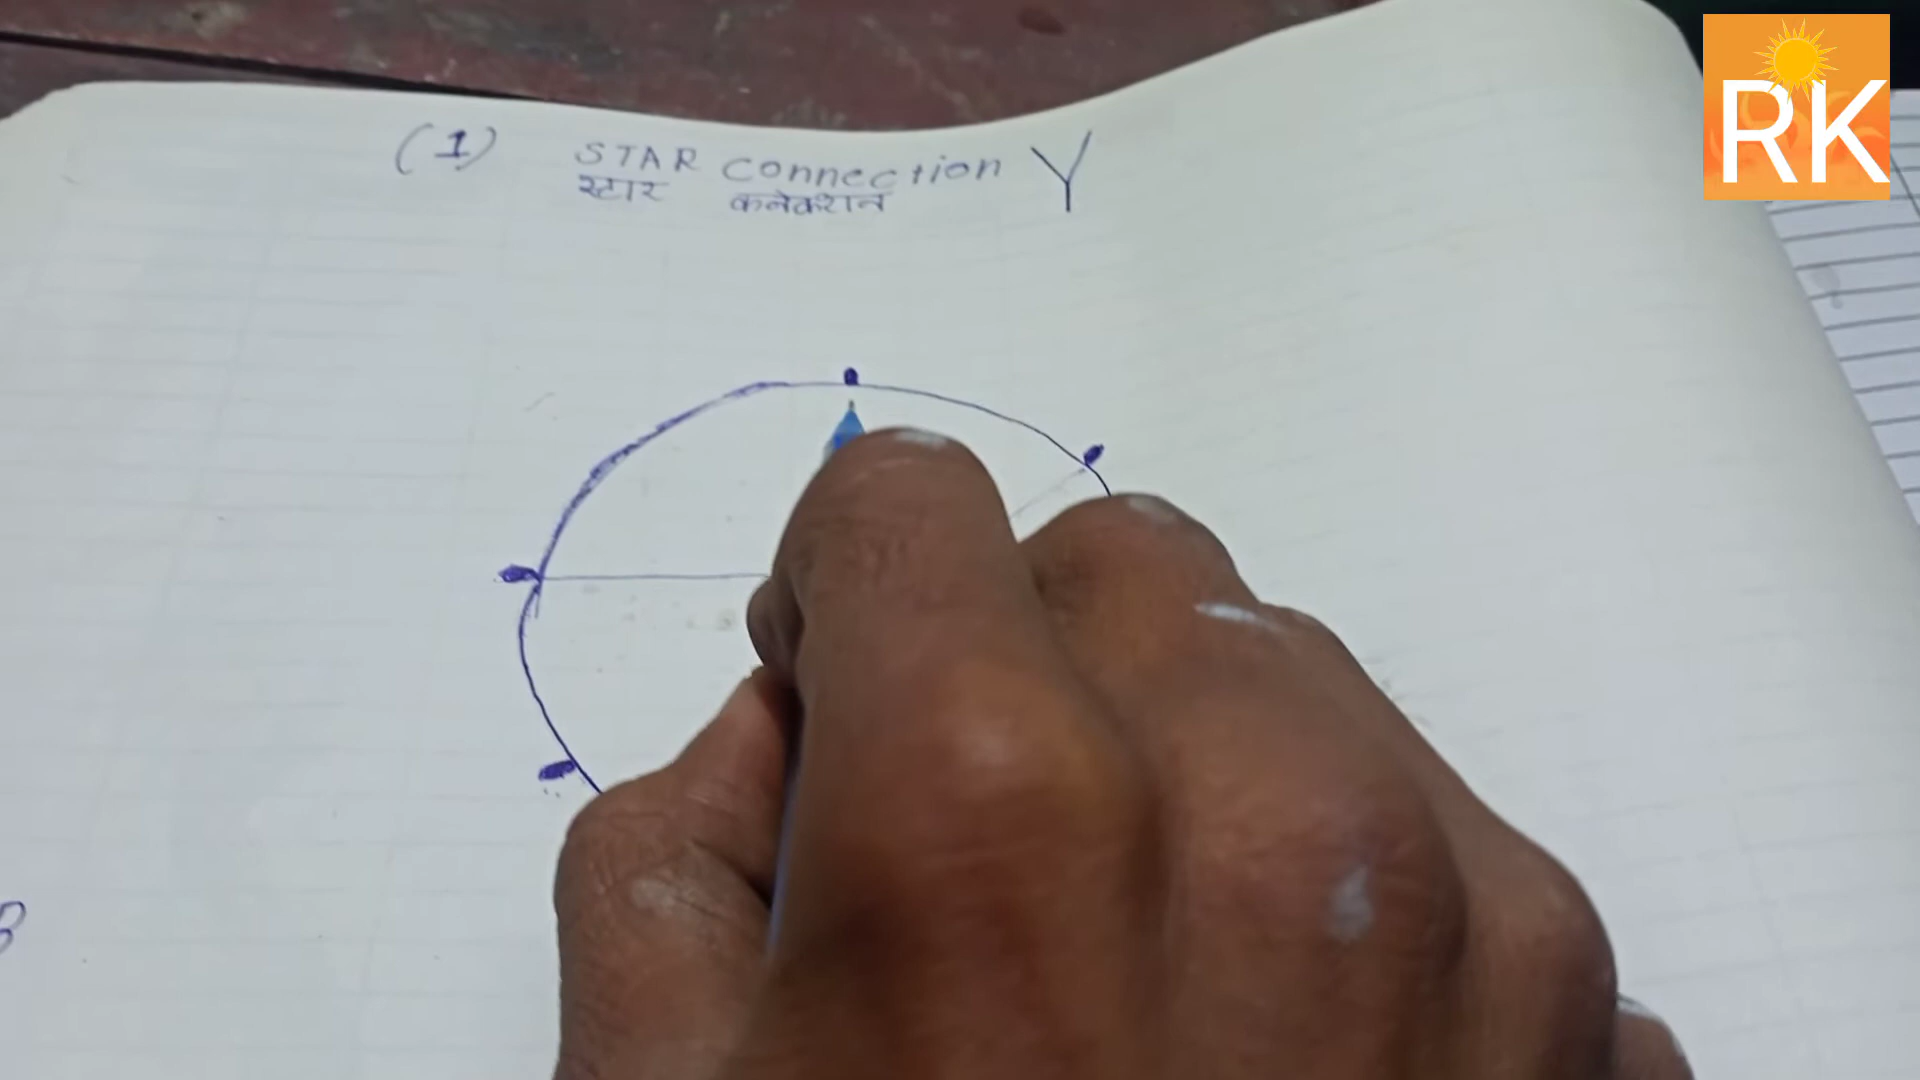 (1) STAR Connection Y
स्टार कनेक्शन
B
RK